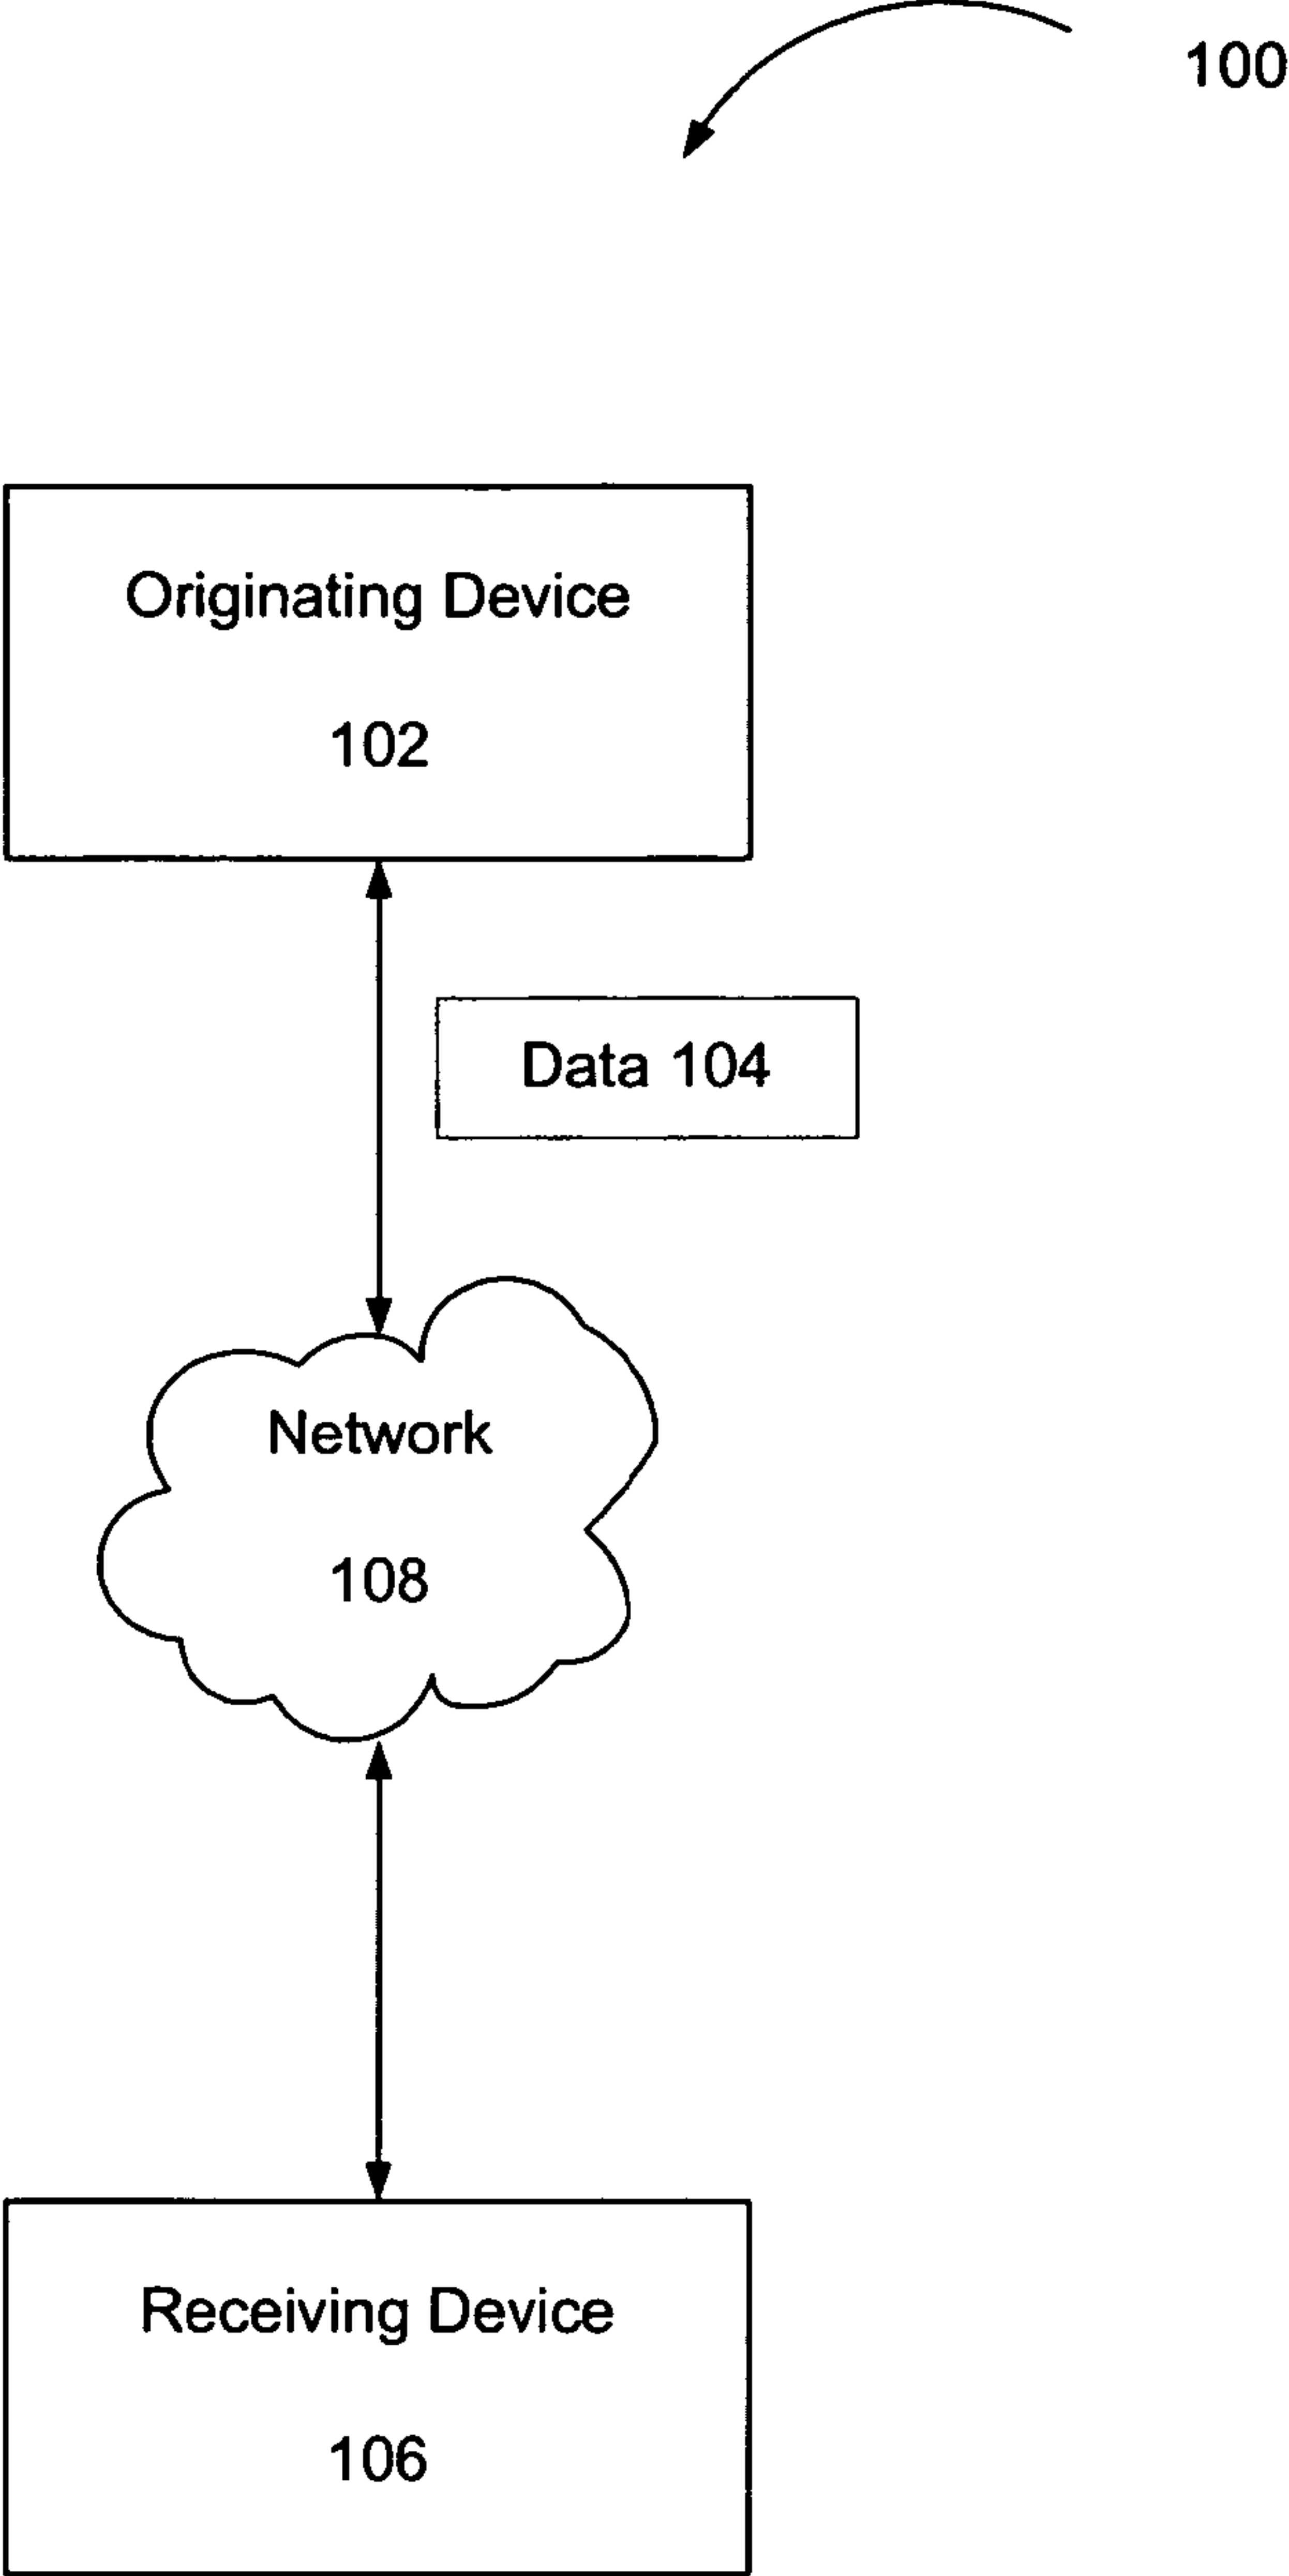 100
Originating Device
102
Data 104
Network
108
Receiving Device
106